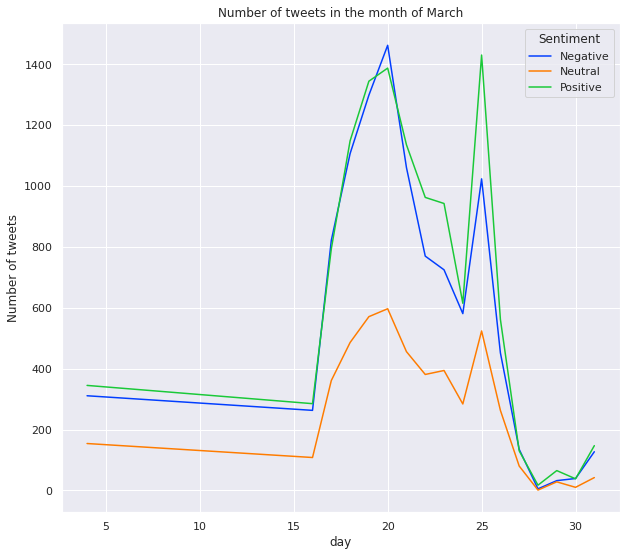 Number of tweets in the month of March
Sentiment
Negative
Neutral
Positive
1400
1200
1000
800
600
400
200
0
Number of tweets
5 10 15 20 25 30
day